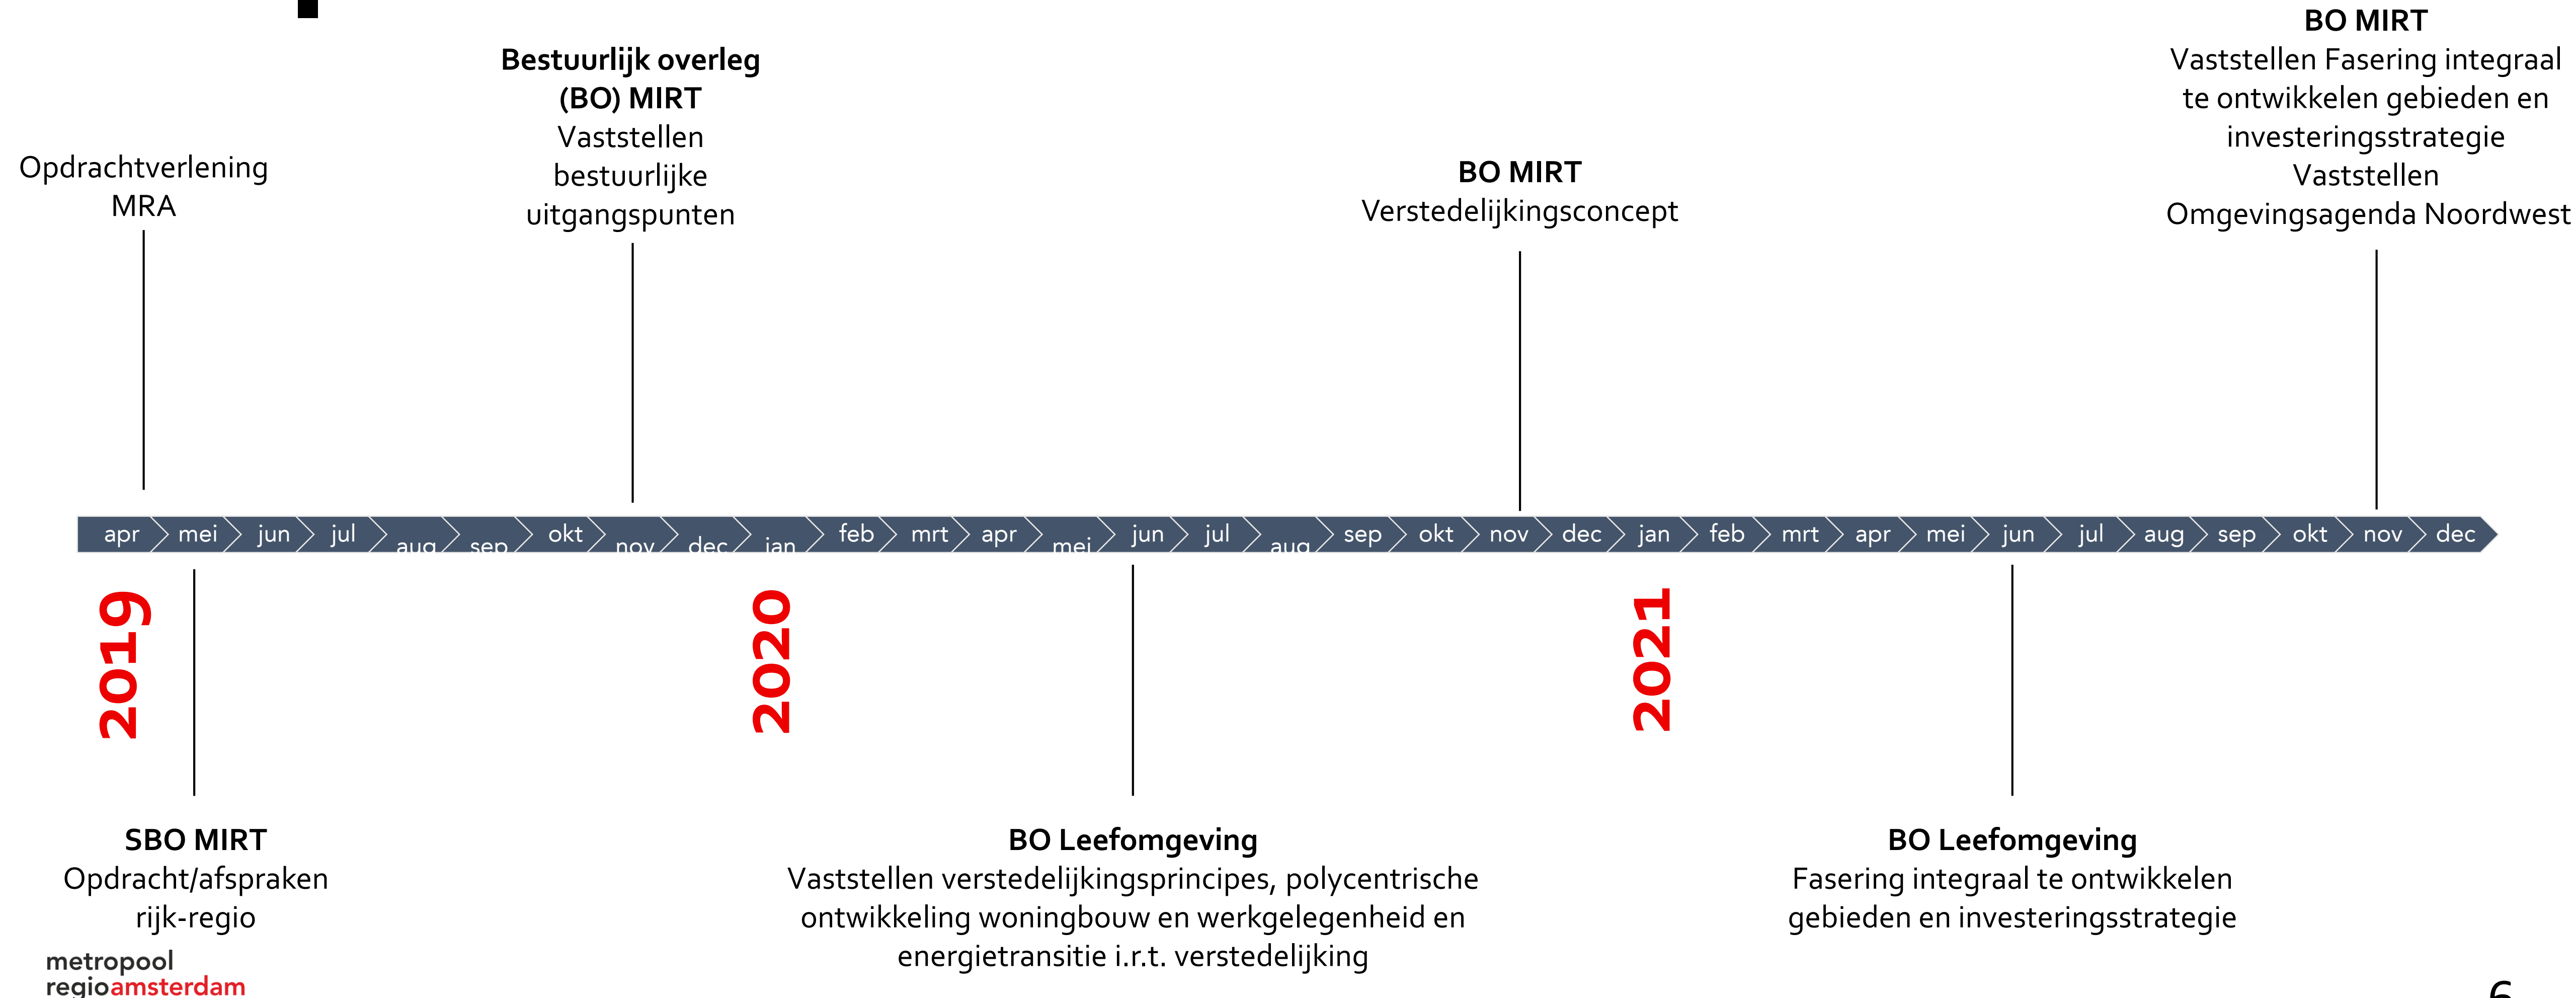 Opdrachtverlening
MRA
Bestuurlijk overleg
(BO) MIRT
Vaststellen
bestuurlijke
uitgangspunten
BO MIRT
Verstedelijkingsconcept
BO MIRT
Vaststellen Fasering integraal
te ontwikkelen gebieden en
investeringsstrategie
Vaststellen
Omgevingsagenda Noordwest
apr mei jun jul aug sep okt nov dec jan feb mrt apr mei jun jul aug sep okt nov dec jan feb mrt apr mei jun jul aug sep okt nov dec
2019
2020
2021
SBO MIRT
Opdracht/afspraken
rijk-regio
BO Leefomgeving
Vaststellen verstedelijkingsprincipes, polycentrische
ontwikkeling woningbouw en werkgelegenheid en
energietransitie i.r.t. verstedelijking
BO Leefomgeving
Fasering integraal te ontwikkelen
gebieden en investeringsstrategie
metropool
regioamsterdam
6